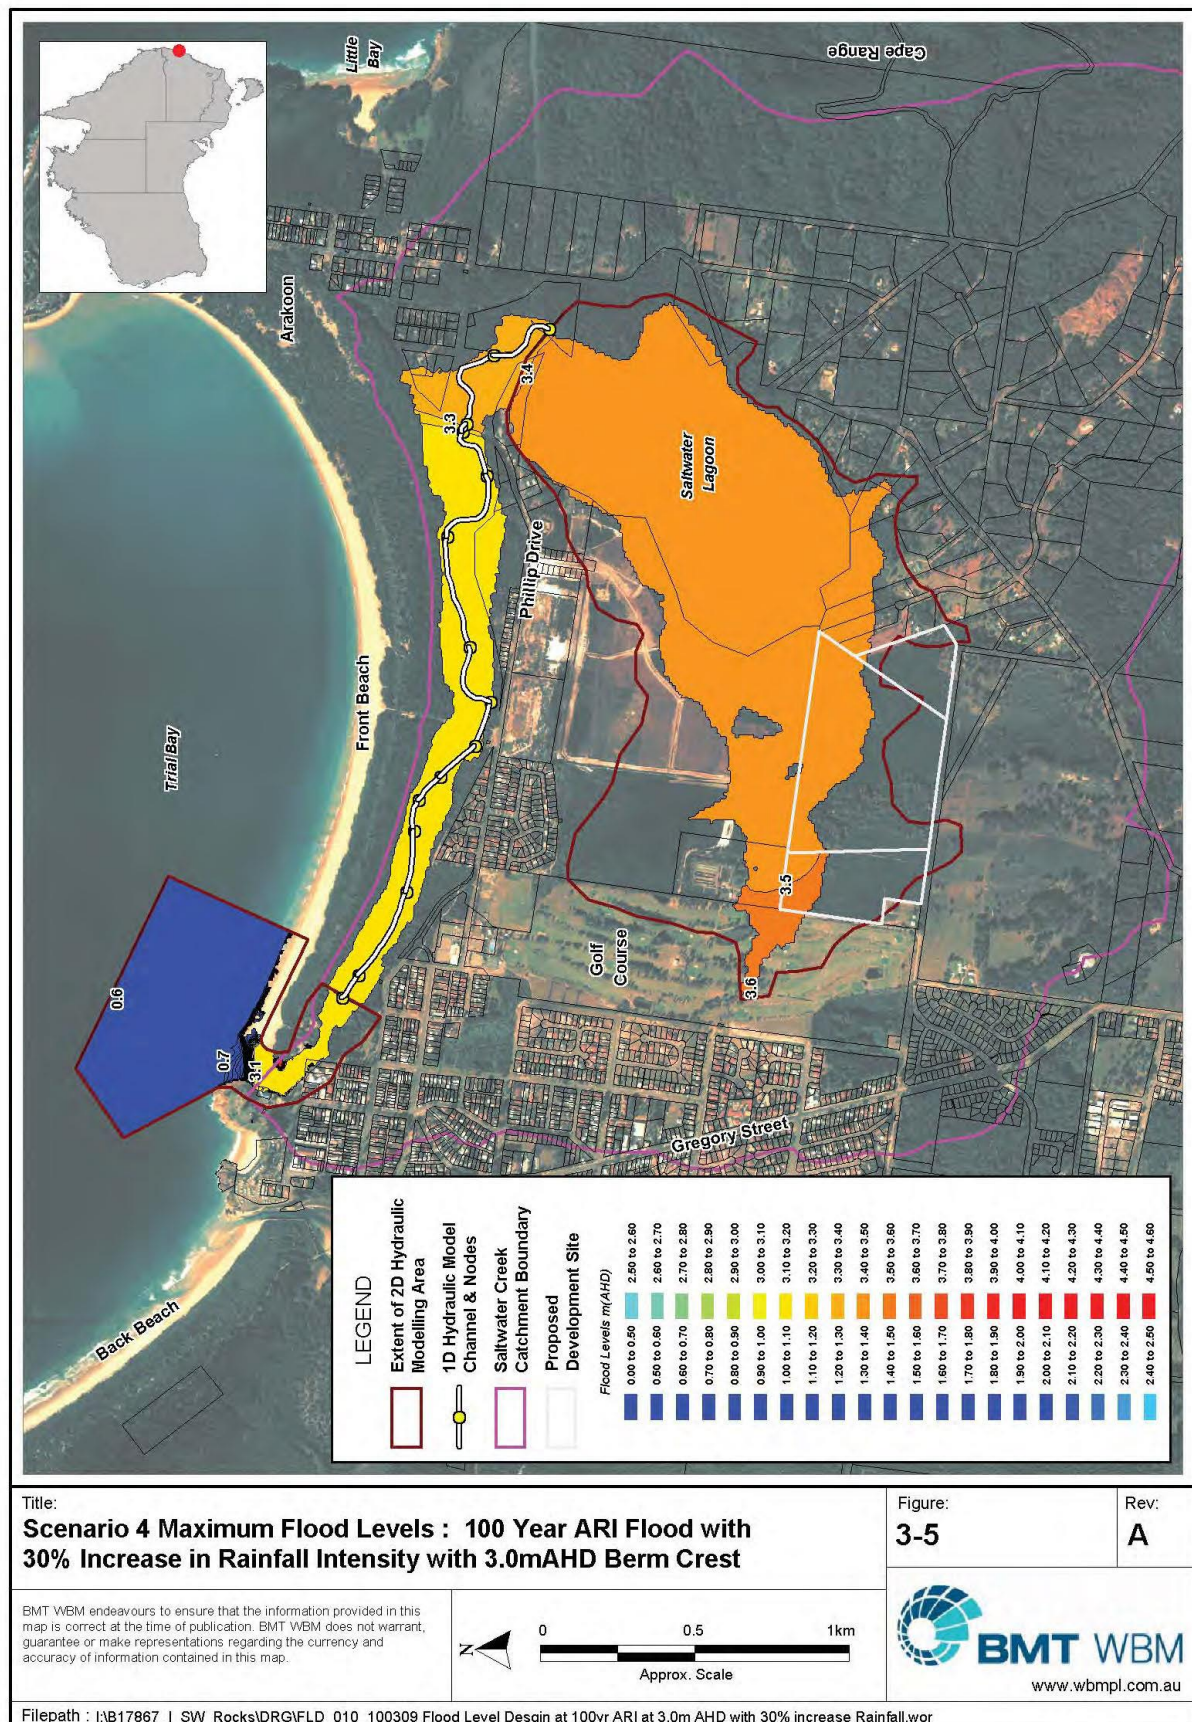 Little
Bay
Cape Range
Arakoon
Trial Bay
Front Beach
3.3
3.4
Saltwater
Lagoon
Phillip Drive
0.6
0.7
3.1
Golf
Course
3.5
3.6
Gregory Street
Back Beach
LEGEND
Extent of 2D Hydraulic
Modelling Area
1D Hydraulic Model
Channel & Nodes
Saltwater Creek
Catchment Boundary
Proposed
Development Site
Flood Levels m(AHD)
0.00 to 0.50
0.50 to 0.60
0.60 to 0.70
0.70 to 0.80
0.80 to 0.90
0.90 to 1.00
1.00 to 1.10
1.10 to 1.20
1.20 to 1.30
1.30 to 1.40
1.40 to 1.50
1.50 to 1.60
1.60 to 1.70
1.70 to 1.80
1.80 to 1.90
1.90 to 2.00
2.00 to 2.10
2.10 to 2.20
2.20 to 2.30
2.30 to 2.40
2.40 to 2.50
2.50 to 2.60
2.60 to 2.70
2.70 to 2.80
2.80 to 2.90
2.90 to 3.00
3.00 to 3.10
3.10 to 3.20
3.20 to 3.30
3.30 to 3.40
3.40 to 3.50
3.50 to 3.60
3.60 to 3.70
3.70 to 3.80
3.80 to 3.90
3.90 to 4.00
4.00 to 4.10
4.10 to 4.20
4.20 to 4.30
4.30 to 4.40
4.40 to 4.50
4.50 to 4.60
Title:
Scenario 4 Maximum Flood Levels : 100 Year ARI Flood with
30% Increase in Rainfall Intensity with 3.0mAHD Berm Crest
Figure:
3-5
Rev:
A
BMT WBM endeavours to ensure that the information provided in this
map is correct at the time of publication. BMT WBM does not warrant,
guarantee or make representations regarding the currency and
accuracy of information contained in this map.
N
0 0.5 1km
Approx. Scale
BMT WBM
www.wbmpl.com.au
Filepath : I:\B17867_I_SW_Rocks\DRG\FLD_010_100309 Flood Level Desgin at 100yr ARI at 3.0m AHD with 30% increase Rainfall.wor